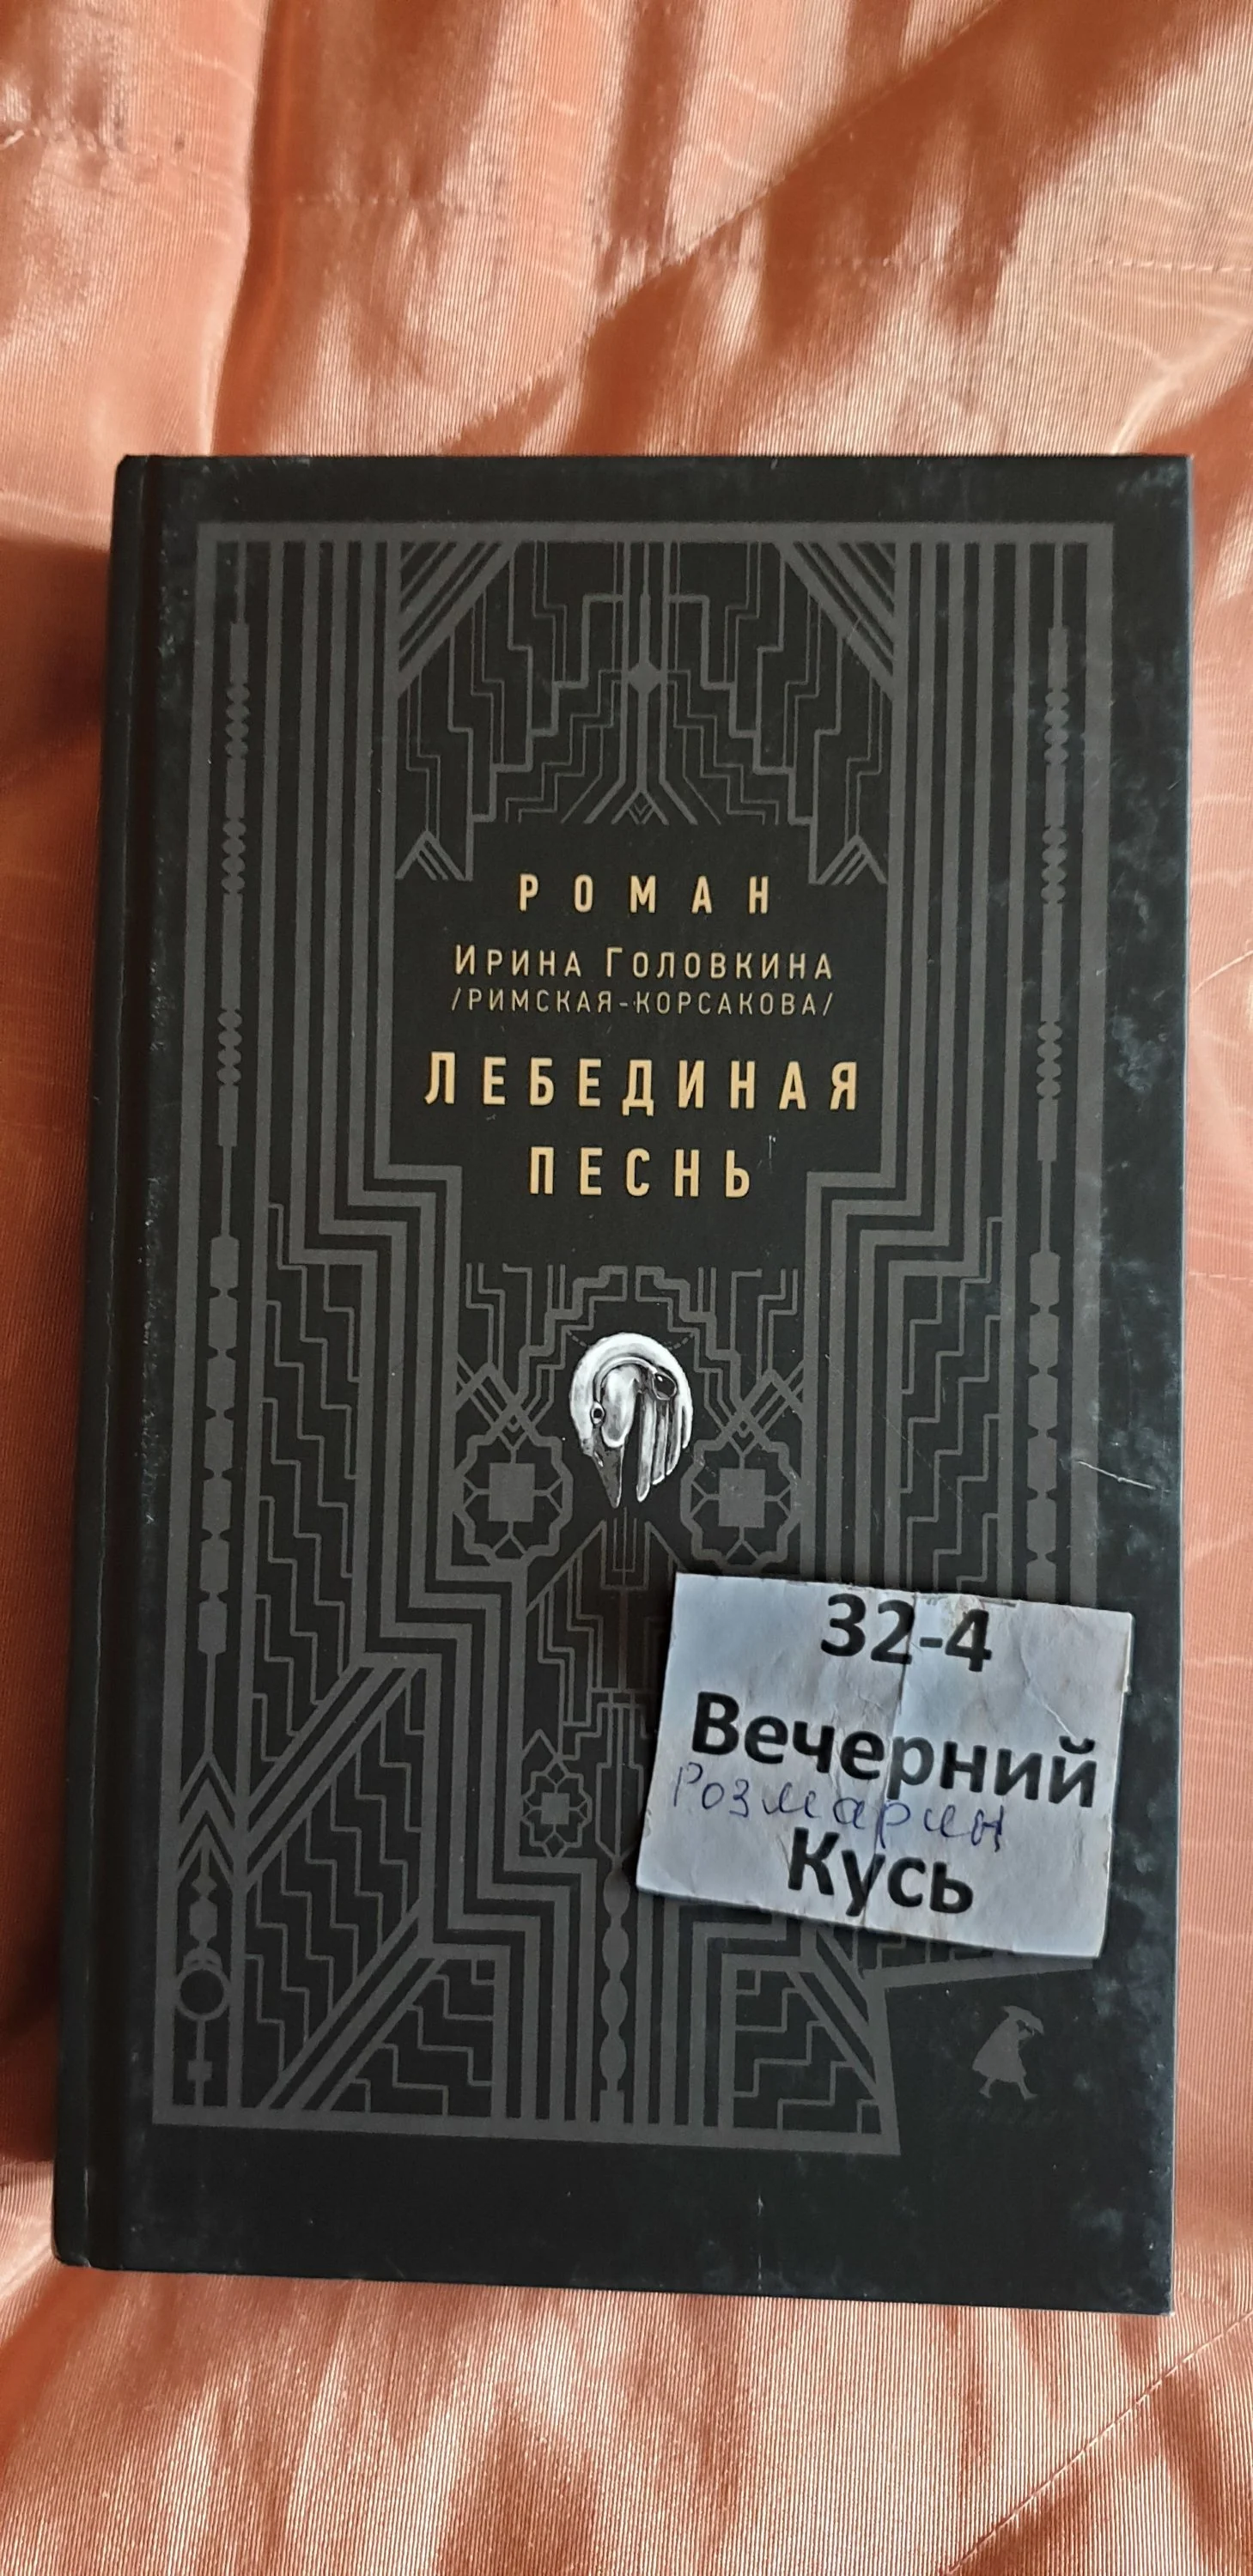 РОМАН
ИРИНА ГОЛОВКИНА
/РИМСКАЯ-КОРСАКОВА/
ЛЕБЕДИНАЯ
ПЕСНЬ
32-4
Вечерний
Розмарин
Кусь